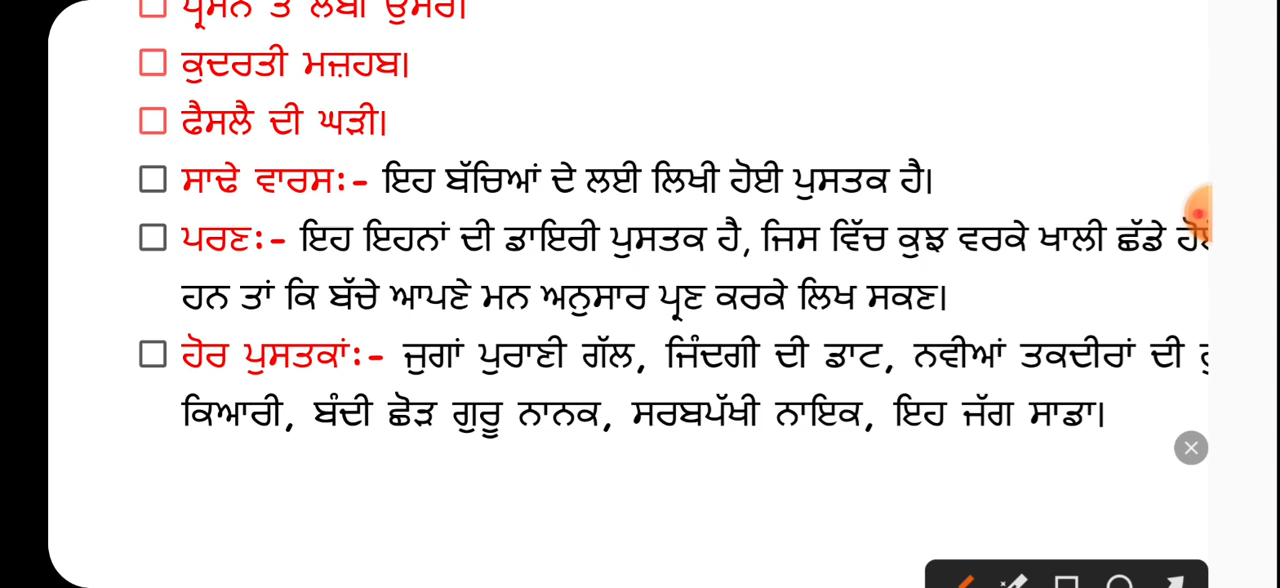 ਕੁਦਰਤੀ ਮਜ਼ਹਬ।
ਫੈਸਲੈ ਦੀ ਘੜੀ।
ਸਾਢੇ ਵਾਰਸ:- ਇਹ ਬੱਚਿਆਂ ਦੇ ਲਈ ਲਿਖੀ ਹੋਈ ਪੁਸਤਕ ਹੈ।
ਪਰਣ:- ਇਹ ਇਹਨਾਂ ਦੀ ਡਾਇਰੀ ਪੁਸਤਕ ਹੈ, ਜਿਸ ਵਿੱਚ ਕੁਝ ਵਰਕੇ ਖਾਲੀ ਛੱਡੇ
ਹਨ ਤਾਂ ਕਿ ਬੱਚੇ ਆਪਣੇ ਮਨ ਅਨੁਸਾਰ ਪ੍ਰਣ ਕਰਕੇ ਲਿਖ ਸਕਣ।
ਹੋਰ ਪੁਸਤਕਾਂ:- ਜੁਗਾਂ ਪੁਰਾਣੀ ਗੱਲ, ਜਿੰਦਗੀ ਦੀ ਡਾਟ, ਨਵੀਆਂ ਤਕਦੀਰਾਂ ਦੀ
ਕਿਆਰੀ, ਬੰਦੀ ਛੋੜ ਗੁਰੂ ਨਾਨਕ, ਸਰਬਪੱਖੀ ਨਾਇਕ, ਇਹ ਜੱਗ ਸਾਡਾ।